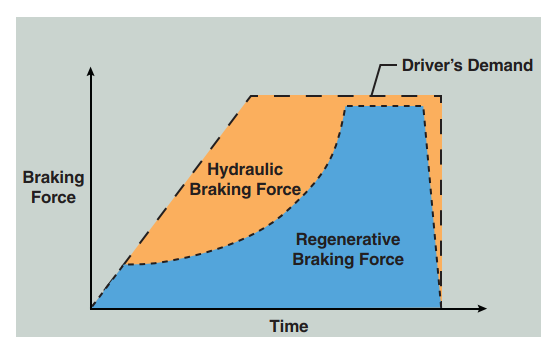 Driver’s Demand
Braking
Force
Hydraulic
Braking Force
Regenerative
Braking Force
Time